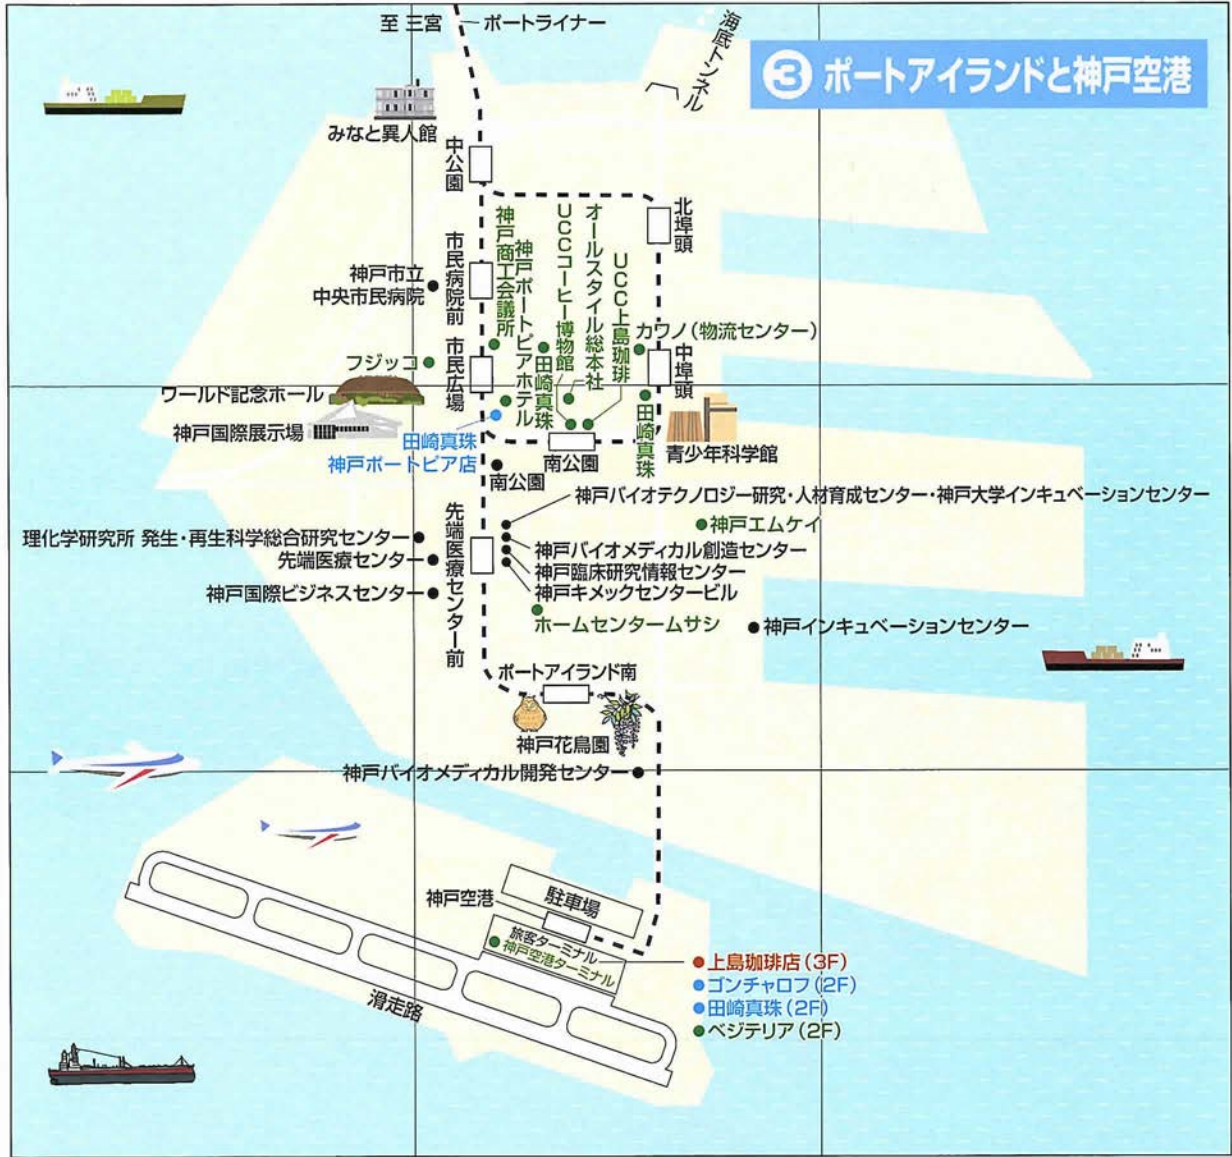 至 三宮
ポートライナー
海底トンネル
③ ポートアイランドと神戸空港
みなと異人館
中公園
北埠頭
神戸市立
中央市民病院
市民病院前
神戸商工会議所
神戸ポートピアホテル
田崎真珠
UCCコーヒー博物館
オールスタイル総本社
UCC上島珈琲
カワノ(物流センター)
フジッコ
市民広場
中埠頭
ワールド記念ホール
神戸国際展示場
田崎真珠
神戸ポートピア店
南公園
南公園
田崎真珠
青少年科学館
神戸バイオテクノロジー研究・人材育成センター・神戸大学インキュベーションセンター
神戸エムケイ
理化学研究所 発生・再生科学総合研究センター
先端医療センター
神戸国際ビジネスセンター
先端医療センター前
神戸バイオメディカル創造センター
神戸臨床研究情報センター
神戸キメックセンタービル
ホームセンタームサシ
神戸インキュベーションセンター
ポートアイランド南
神戸花鳥園
神戸バイオメディカル開発センター
駐車場
神戸空港
旅客ターミナル
神戸空港ターミナル
滑走路
上島珈琲店(3F)
ゴンチャロフ(2F)
田崎真珠(2F)
ベジテリア(2F)